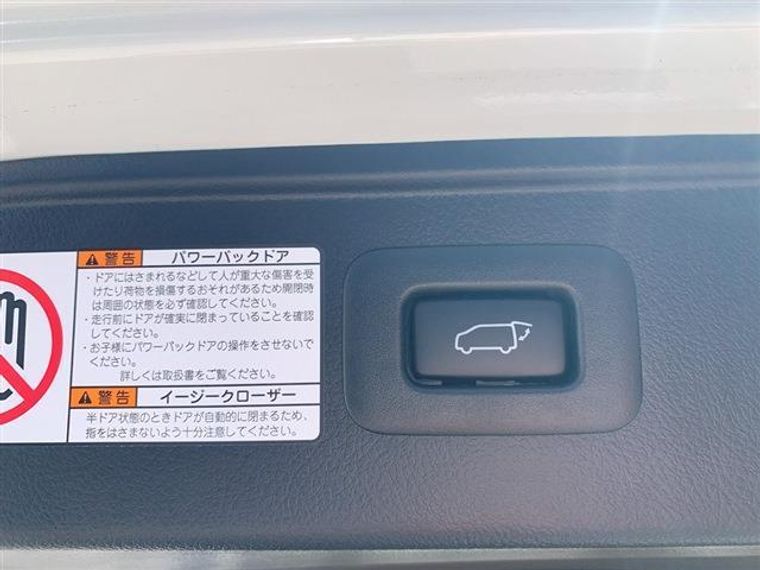 警告 パワーバックドア
・ドアにはさまれるなどして人が重大な傷害を受
けたり荷物を損傷するおそれがあるため開閉時
は周囲の状態を必ず確認してください。
・走行前にドアが確実に閉まっていることを確認
してください。
・お子様にパワーバックドアの操作をさせないで
ください。
詳しくは取扱書をご覧ください。
警告 イージークローザー
半ドア状態のときドアが自動的に閉まるため、
指をはさまないよう十分注意してください。